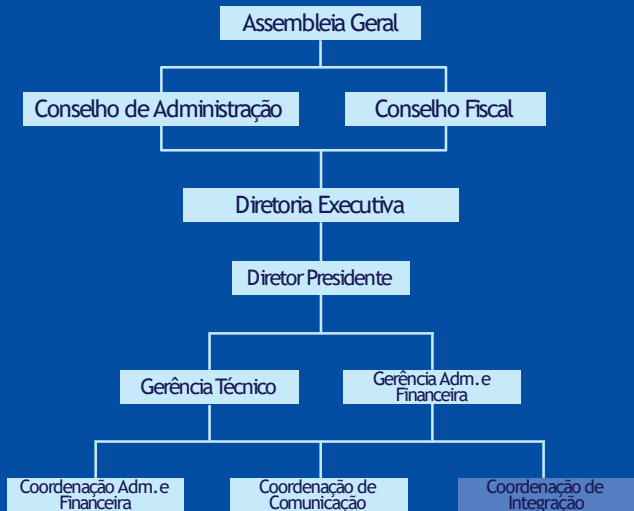 Assembleia Geral
Conselho de Administração
Conselho Fiscal
Diretoria Executiva
Diretor Presidente
Gerência Técnico
Gerência Adm. e
Financeira
Coordenação Adm. e
Financeira
Coordenação de
Comunicação
Coordenação de
Integração